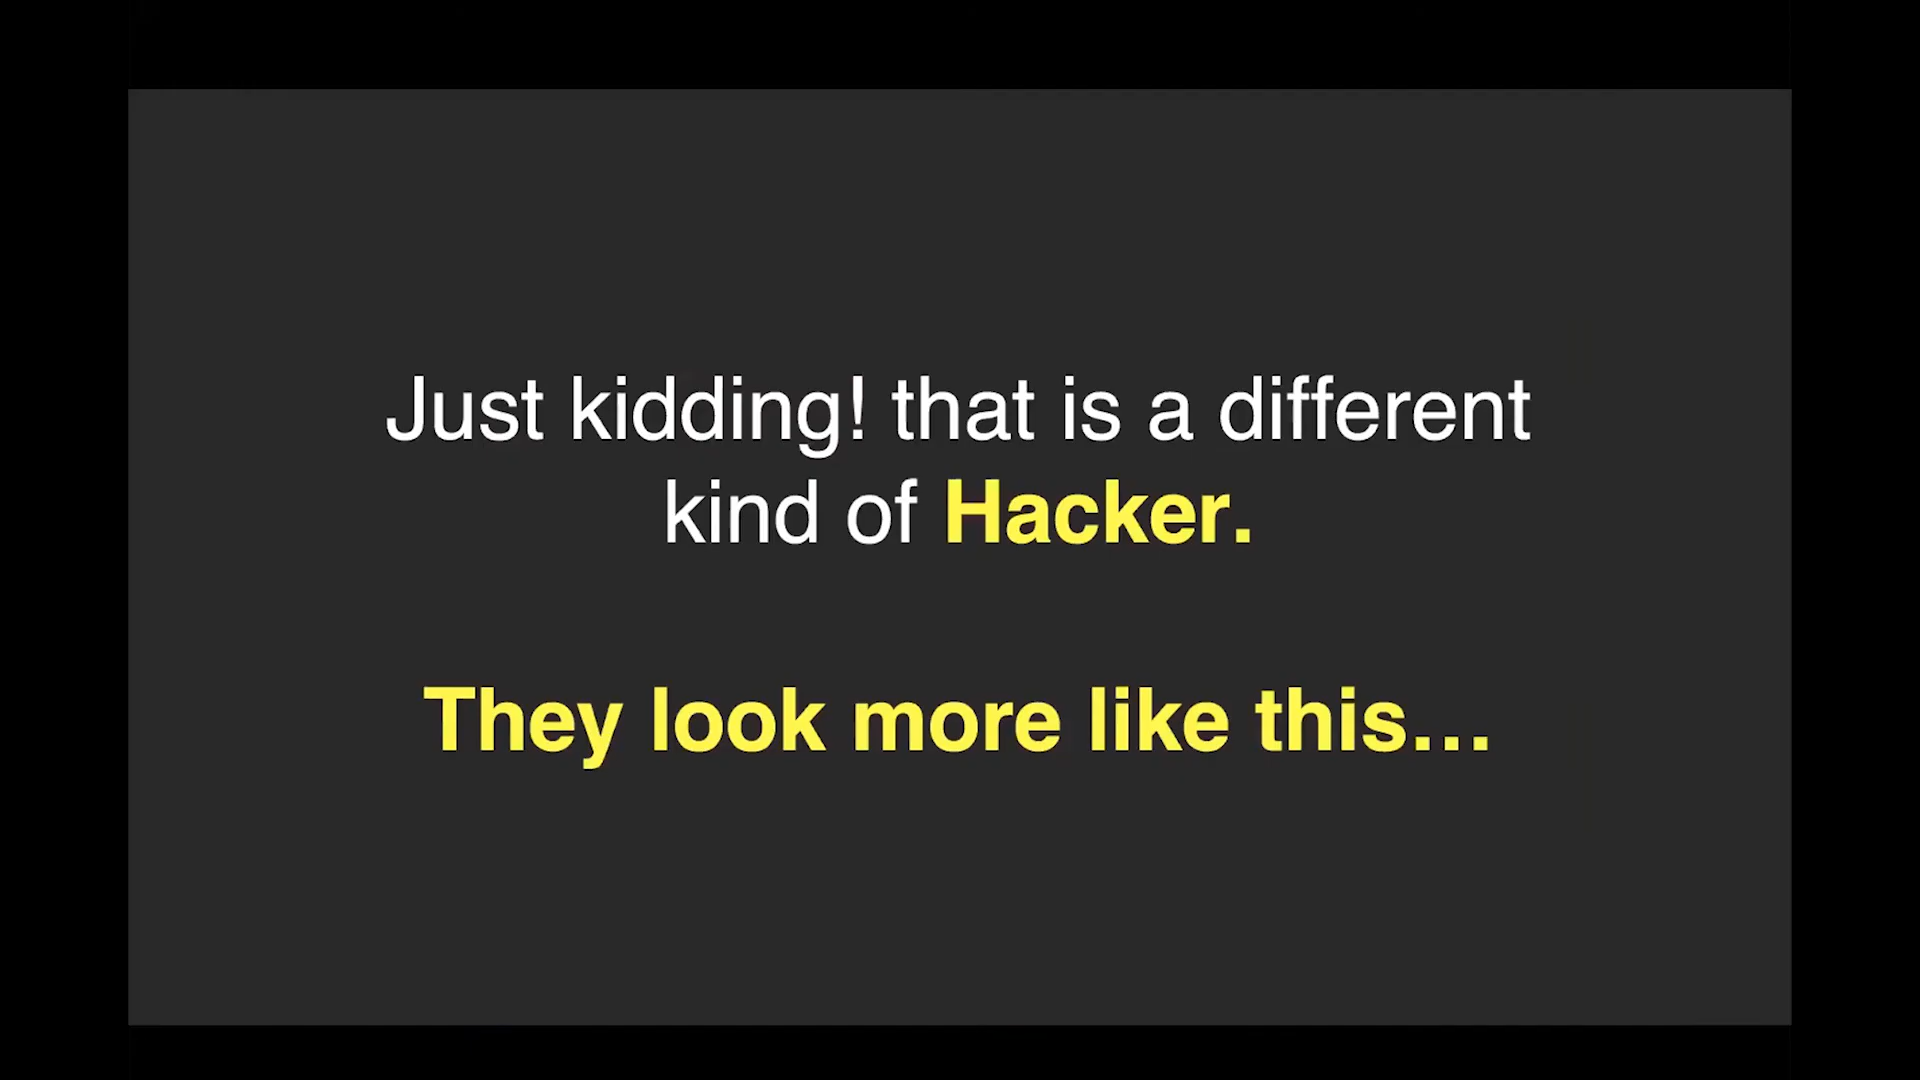 Just kidding! that is a different
kind of Hacker.
They look more like this...